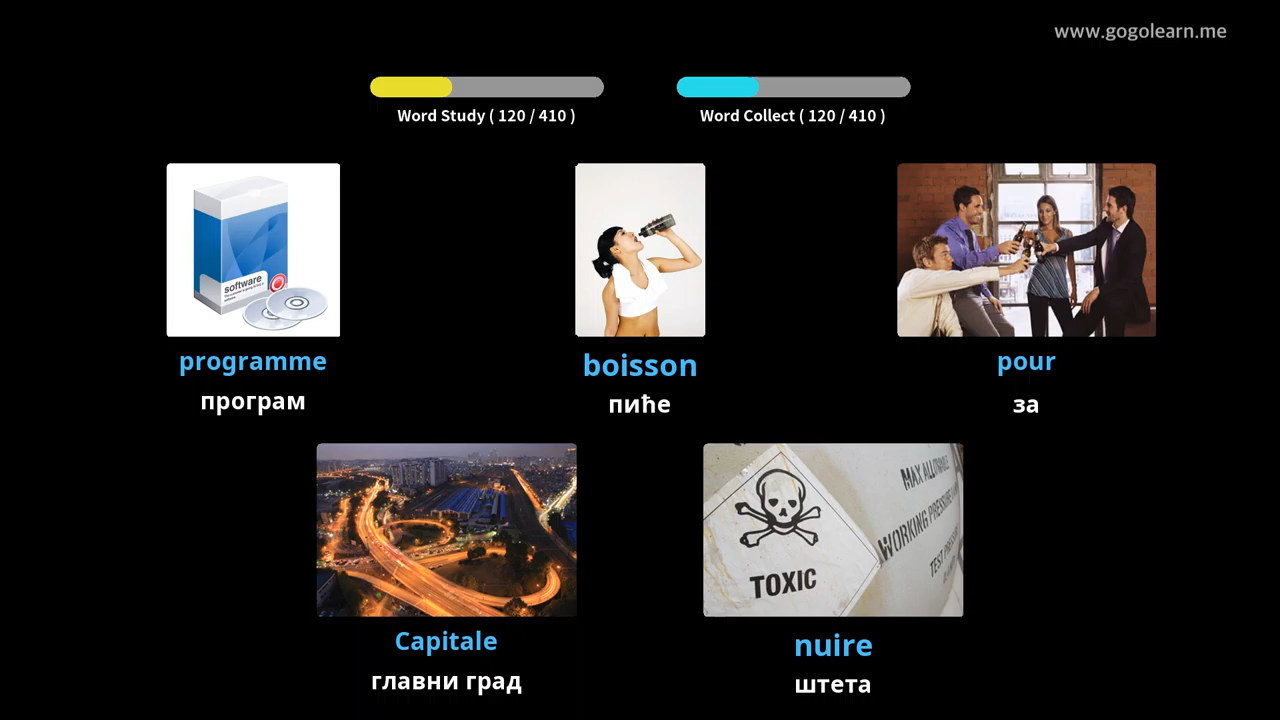 www.gogolearn.me
Word Study ( 120 / 410 )
Word Collect ( 120 / 410 )
software
programme
програм
boisson
пиће
pour
за
MAX ALLOWABLE
WORKING PRESSURE
TEST PRESS
TOXIC
Capitale
главни град
nuire
штета